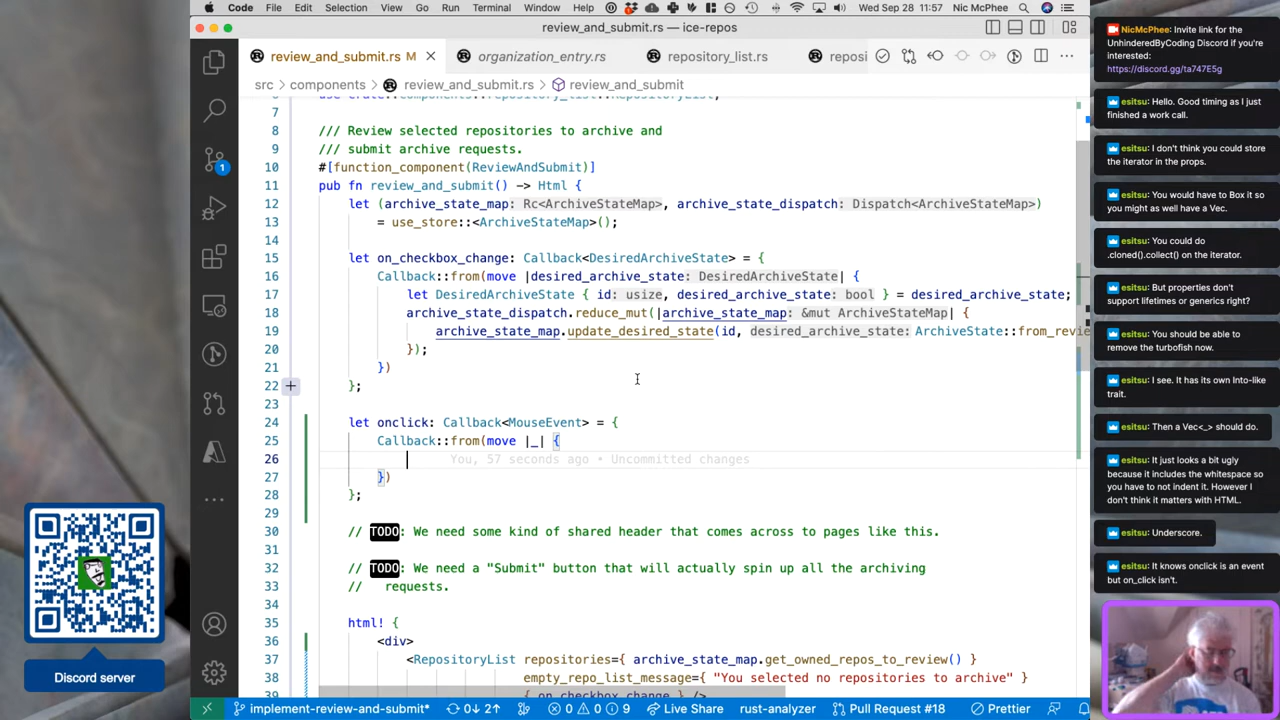 Code File Edit Selection View Go Run Terminal Window Help Wed Sep 28 11:57 Nic McPhee
review_and_submit.rs — ice-repos
review_and_submit.rs M organization_entry.rs repository_list.rs reposi
src components review_and_submit.rs review_and_submit
7
8 /// Review selected repositories to archive and
9 /// submit archive requests.
10 #[function_component(ReviewAndSubmit)]
11 pub fn review_and_submit() -> Html {
12 let (archive_state_map: Rc<ArchiveStateMap>, archive_state_dispatch: Dispatch<ArchiveStateMap>)
13 = use_store::<ArchiveStateMap>();
14
15 let on_checkbox_change: Callback<DesiredArchiveState> = {
16 Callback::from(move |desired_archive_state: DesiredArchiveState| {
17 let DesiredArchiveState { id: usize, desired_archive_state: bool } = desired_archive_state;
18 archive_state_dispatch.reduce_mut(|archive_state_map: &mut ArchiveStateMap| {
19 archive_state_map.update_desired_state(id, desired_archive_state: ArchiveState::from_revie
20 });
21 })
22 };
23
24 let onclick: Callback<MouseEvent> = {
25 Callback::from(move |_| {
26 You, 57 seconds ago • Uncommitted changes
27 })
28 };
29
30 // TODO: We need some kind of shared header that comes across to pages like this.
31
32 // TODO: We need a "Submit" button that will actually spin up all the archiving
33 // requests.
34
35 html! {
36 <div>
37 <RepositoryList repositories={ archive_state_map.get_owned_repos_to_review() }
38 empty_repo_list_message={ "You selected no repositories to archive" }
39 { on_checkbox_change } />
1
implement-review-and-submit* 0↓ 2↑ 0 0 9 Live Share rust-analyzer Pull Request #18 Prettier
Discord server
NicMcPhee: Invite link for the
UnhinderedByCoding Discord if you're
interested:
https://discord.gg/ta747E5g
esitsu: Hello. Good timing as I just
finished a work call.
esitsu: I don't think you could store
the iterator in the props.
esitsu: You would have to Box it so
you might as well have a Vec.
esitsu: You could do
.cloned().collect() on the iterator.
esitsu: But properties don't
support lifetimes or generics right?
esitsu: You should be able to
remove the turbofish now.
esitsu: I see. It has its own Into-like
trait.
esitsu: Then a Vec<_> should do.
esitsu: It just looks a bit ugly
because it includes the whitespace so
you have to not indent it. However I
don't think it matters with HTML.
esitsu: Underscore.
esitsu: It knows onclick is an event
but on_click isn't.